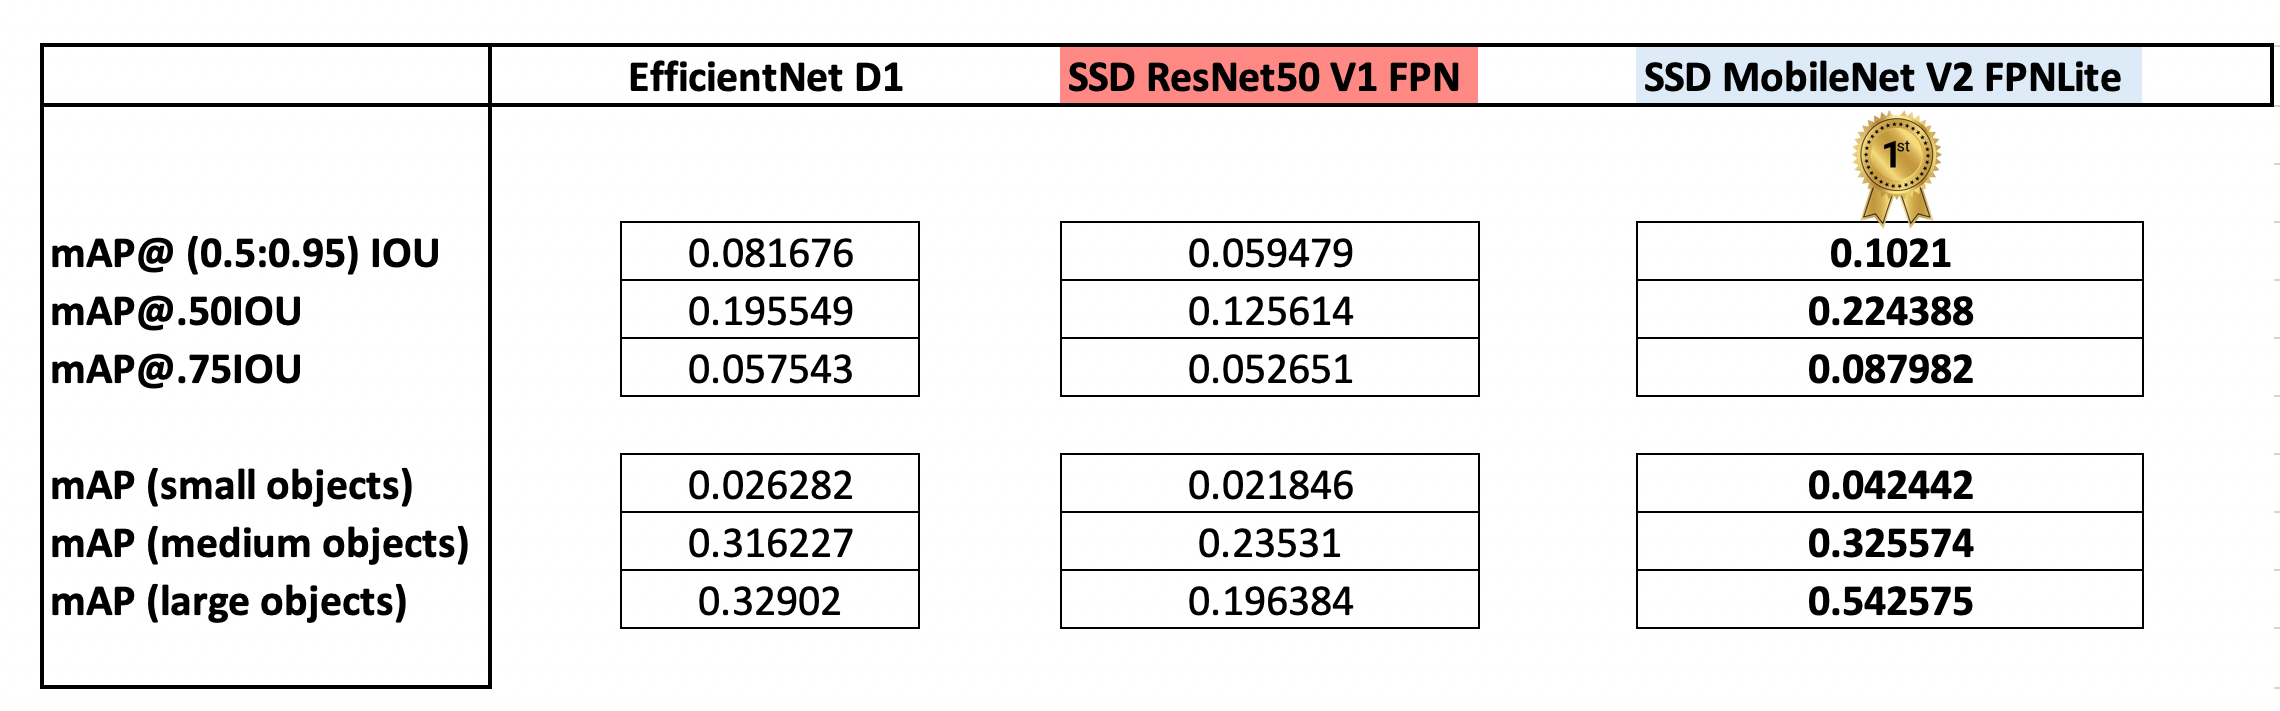 EfficientNet D1 SSD ResNet50 V1 FPN SSD MobileNet V2 FPNLite
1st
mAP@ (0.5:0.95) IOU 0.081676 0.059479 0.1021
mAP@.50IOU 0.195549 0.125614 0.224388
mAP@.75IOU 0.057543 0.052651 0.087982
mAP (small objects) 0.026282 0.021846 0.042442
mAP (medium objects) 0.316227 0.23531 0.325574
mAP (large objects) 0.32902 0.196384 0.542575